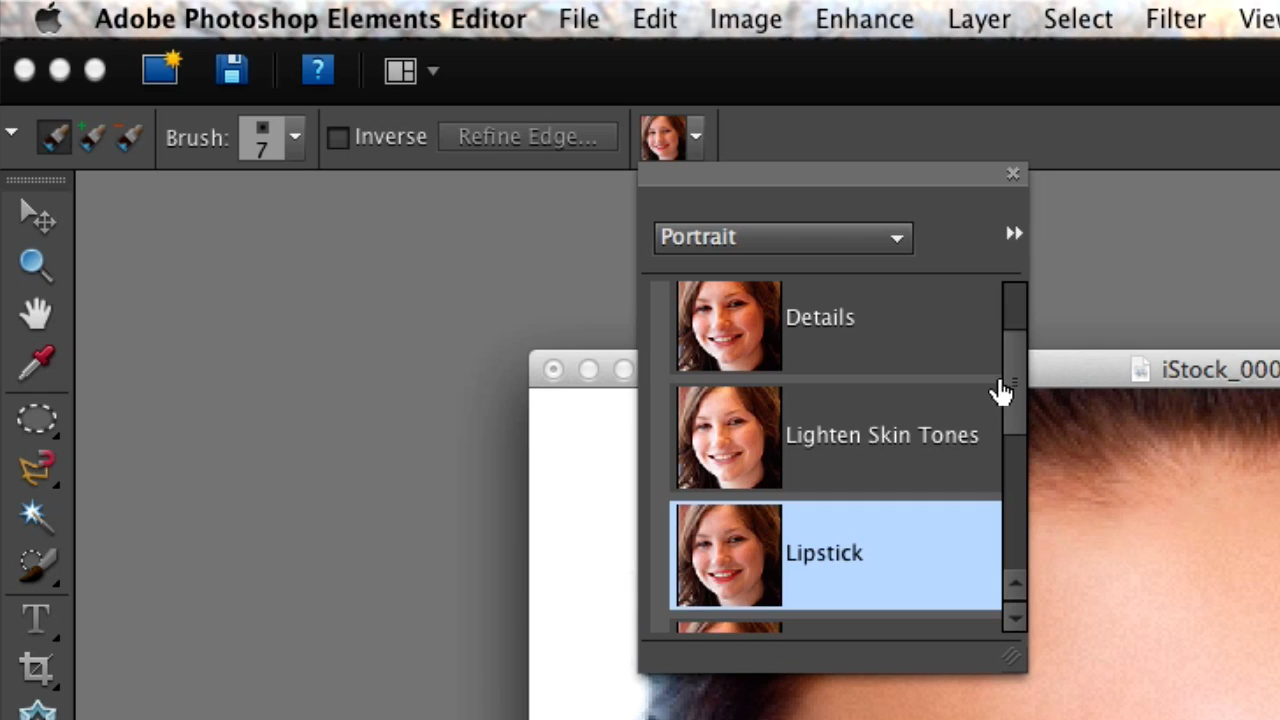 Adobe Photoshop Elements Editor File Edit Image Enhance Layer Select Filter
?
Brush: 7 Inverse Refine Edge...
Portrait
Details
iStock_000
Lighten Skin Tones
Lipstick
T